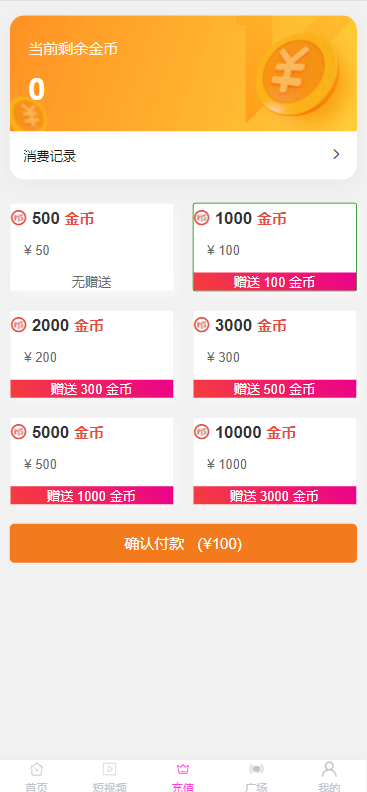 当前剩余金币
0
消费记录
500 金币
¥ 50
无赠送
1000 金币
¥ 100
赠送 100 金币
2000 金币
¥ 200
赠送 300 金币
3000 金币
¥ 300
赠送 500 金币
5000 金币
¥ 500
赠送 1000 金币
10000 金币
¥ 1000
赠送 3000 金币
确认付款 (¥100)
首页
短视频
充值
广场
我的